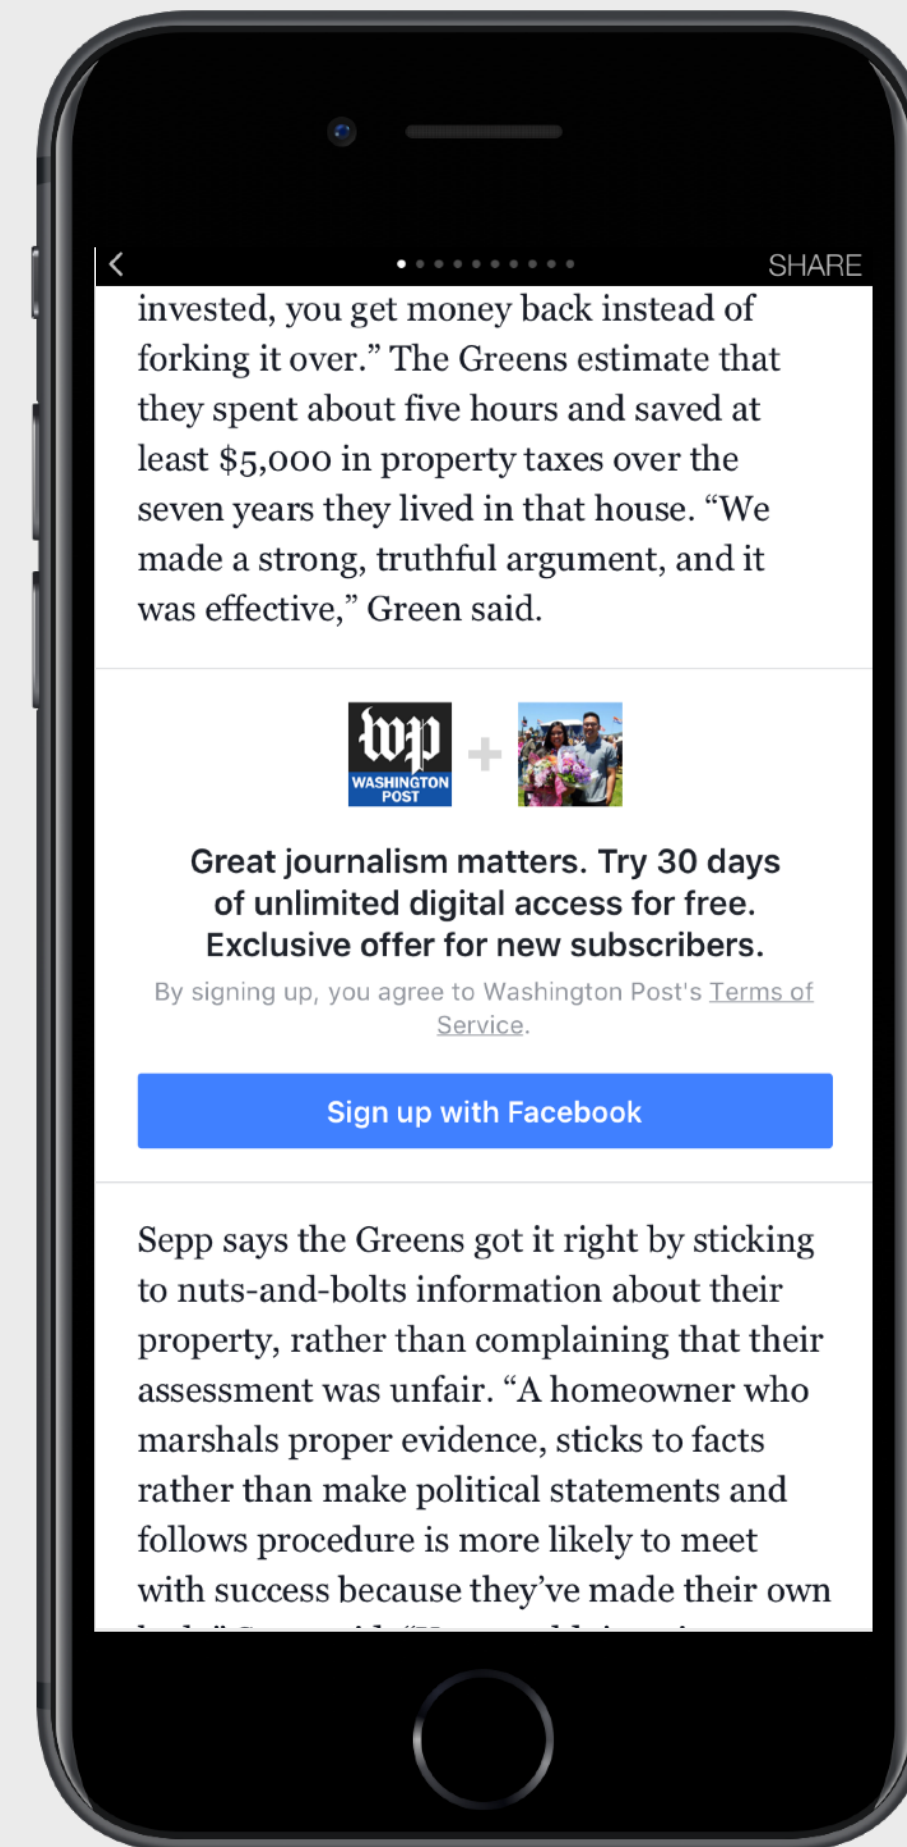 SHARE
invested, you get money back instead of
forking it over.” The Greens estimate that
they spent about five hours and saved at
least $5,000 in property taxes over the
seven years they lived in that house. “We
made a strong, truthful argument, and it
was effective,” Green said.
wp
WASHINGTON
POST
Great journalism matters. Try 30 days
of unlimited digital access for free.
Exclusive offer for new subscribers.
By signing up, you agree to Washington Post's Terms of
Service.
Sign up with Facebook
Sepp says the Greens got it right by sticking
to nuts-and-bolts information about their
property, rather than complaining that their
assessment was unfair. “A homeowner who
marshals proper evidence, sticks to facts
rather than make political statements and
follows procedure is more likely to meet
with success because they’ve made their own